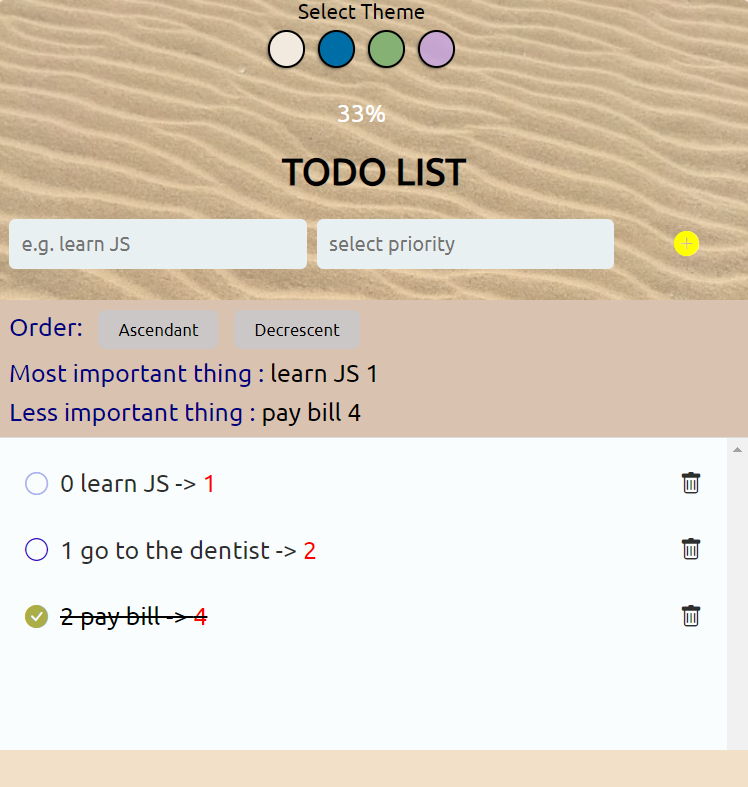 Select Theme
33%
TODO LIST
e.g. learn JS select priority +
Order: Ascendant Decrescent
Most important thing : learn JS 1
Less important thing : pay bill 4
0 learn JS -> 1
1 go to the dentist -> 2
2 pay bill -> 4